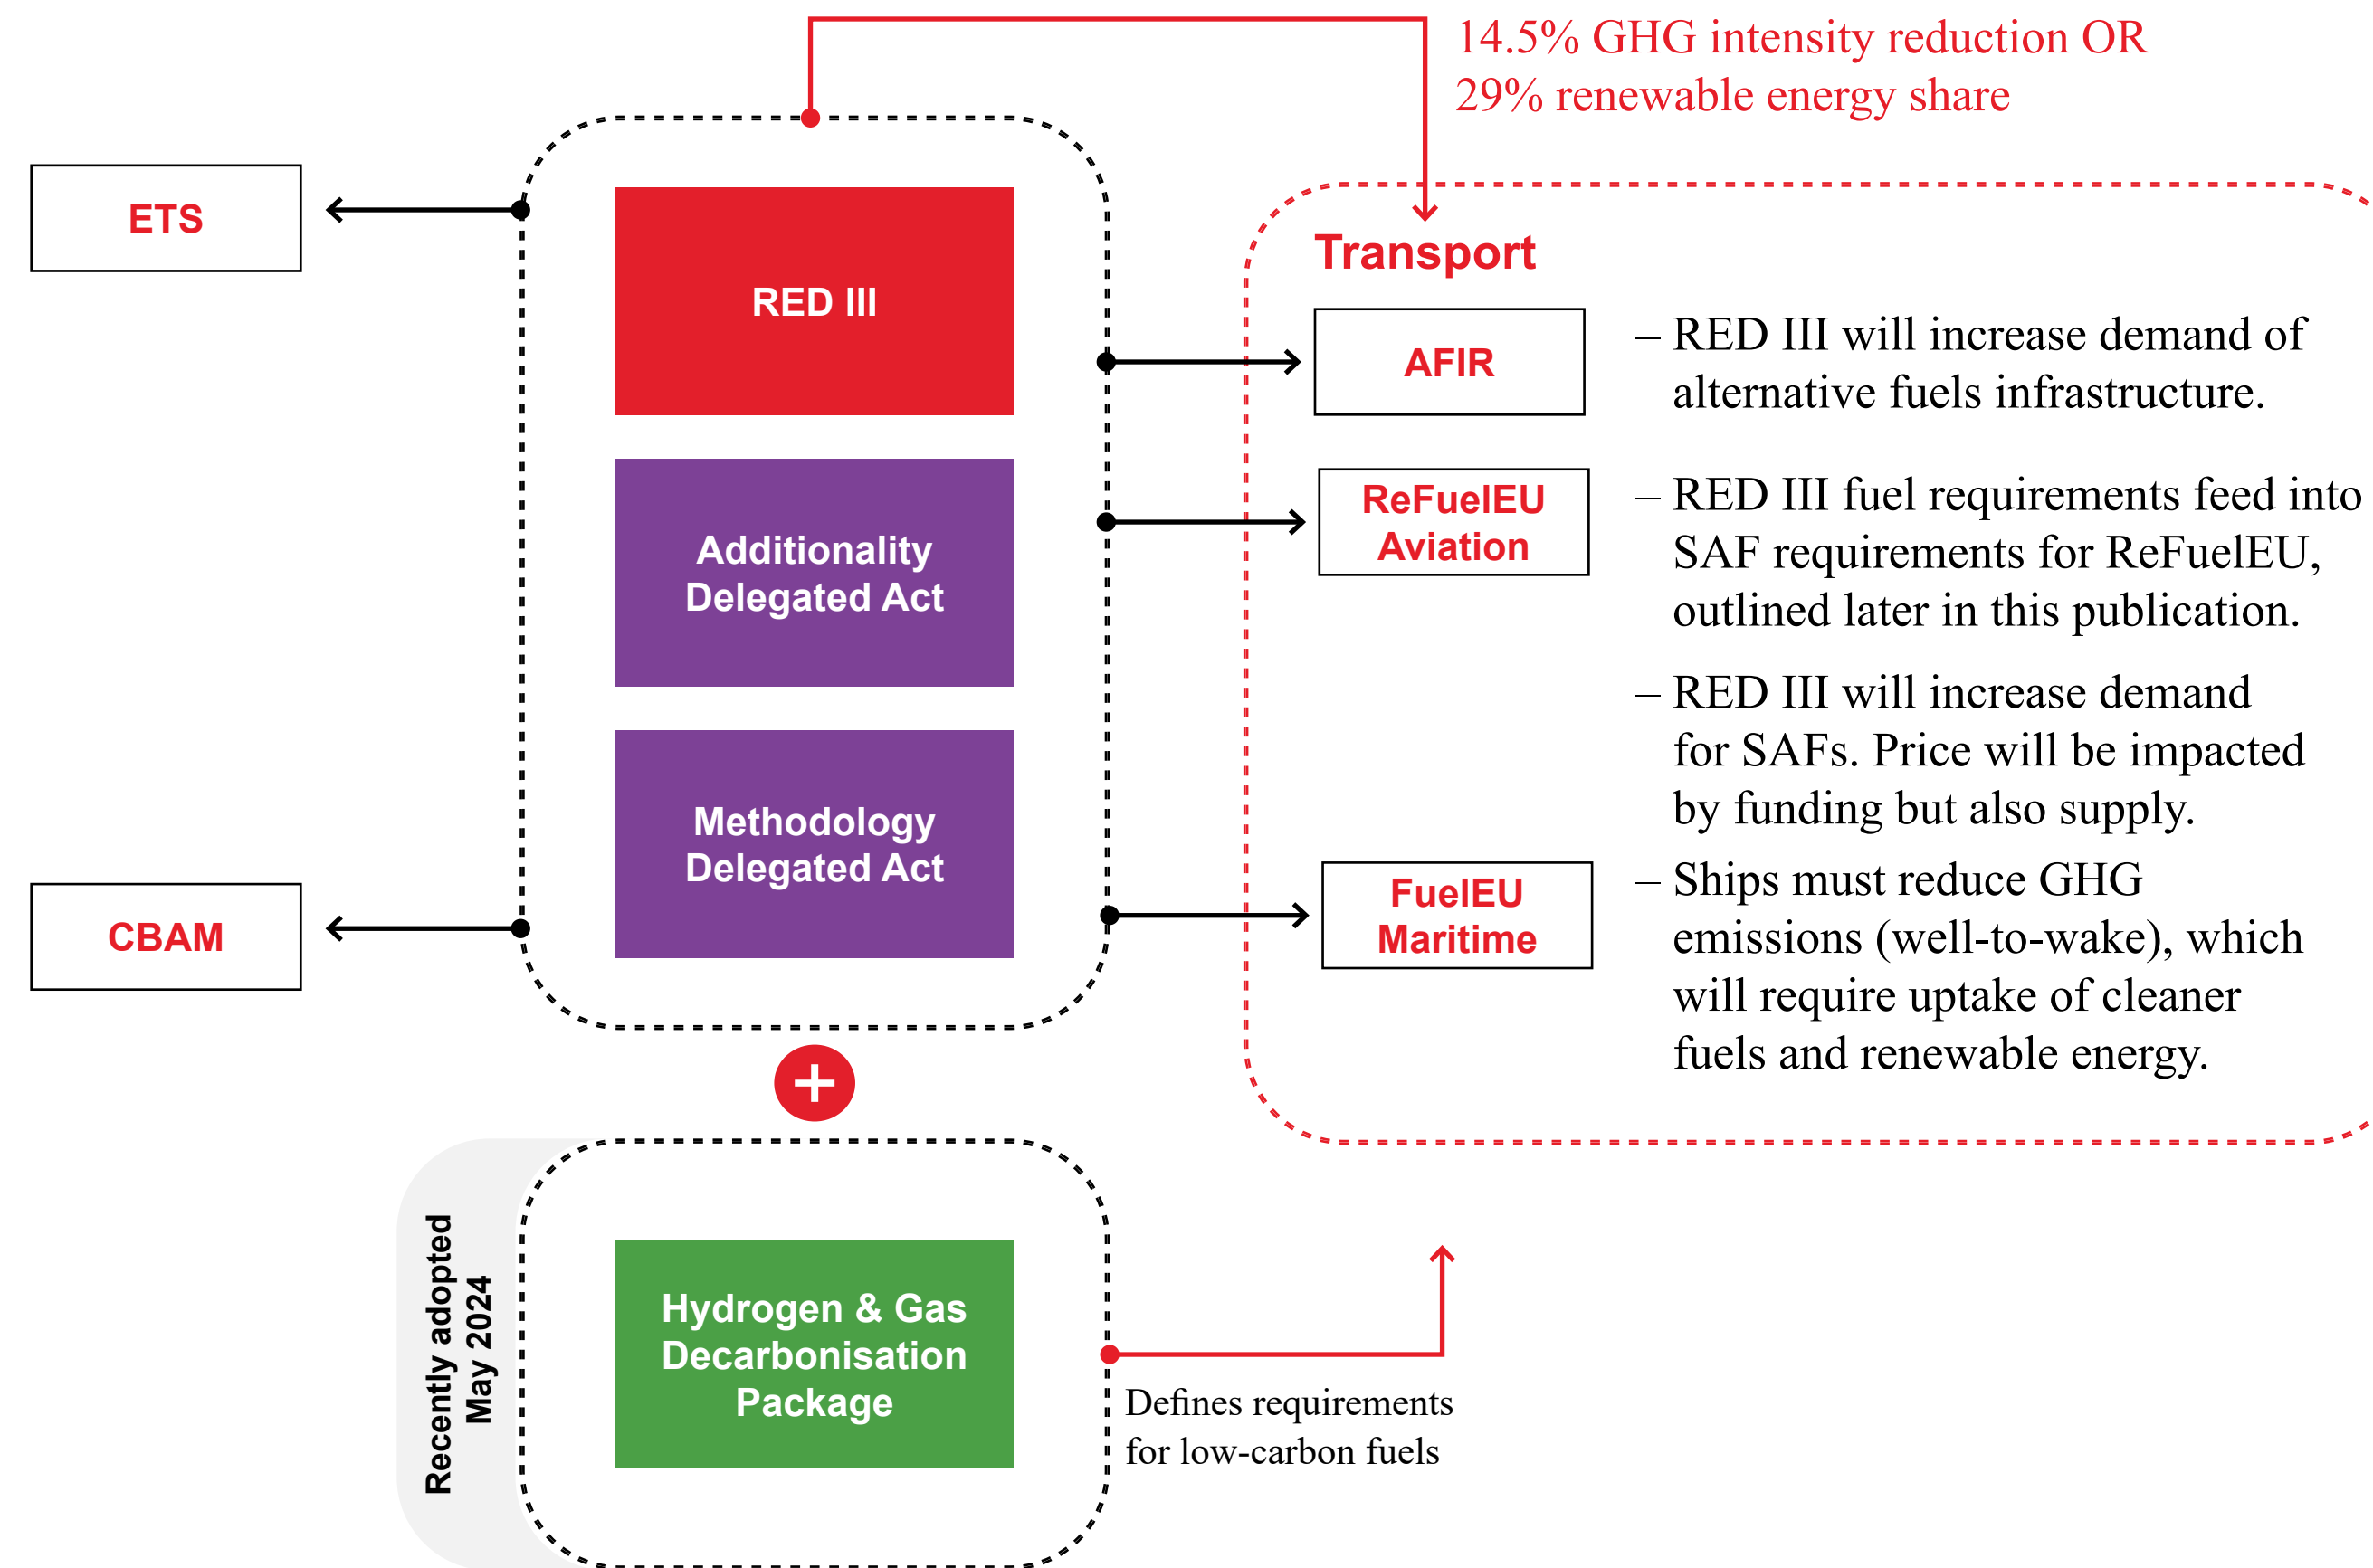 14.5% GHG intensity reduction OR
29% renewable energy share
ETS
RED III
Additionality
Delegated Act
Methodology
Delegated Act
CBAM
Transport
AFIR
– RED III will increase demand of
alternative fuels infrastructure.
ReFuelEU
Aviation
– RED III fuel requirements feed into
SAF requirements for ReFuelEU,
outlined later in this publication.
– RED III will increase demand
for SAFs. Price will be impacted
by funding but also supply.
FuelEU
Maritime
– Ships must reduce GHG
emissions (well-to-wake), which
will require uptake of cleaner
fuels and renewable energy.
+
Recently adopted
May 2024
Hydrogen & Gas
Decarbonisation
Package
Defines requirements
for low-carbon fuels